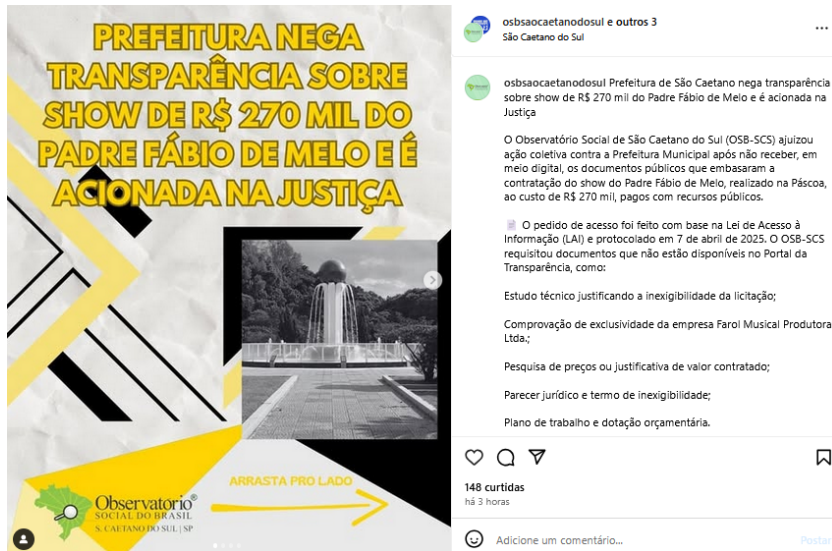 PREFEITURA NEGA
TRANSPARÊNCIA SOBRE
SHOW DE R$ 270 MIL DO
PADRE FÁBIO DE MELO E É
ACIONADA NA JUSTIÇA
ARRASTA PRO LADO
Observatório®
SOCIAL DO BRASIL
S. CAETANO DO SUL | SP
osbsaocaetanodosul e outros 3
São Caetano do Sul
osbsaocaetanodosul Prefeitura de São Caetano nega transparência
sobre show de R$ 270 mil do Padre Fábio de Melo e é acionada na
Justiça
O Observatório Social de São Caetano do Sul (OSB-SCS) ajuizou
ação coletiva contra a Prefeitura Municipal após não receber, em
meio digital, os documentos públicos que embasaram a
contratação do show do Padre Fábio de Melo, realizado na Páscoa,
ao custo de R$ 270 mil, pagos com recursos públicos.
O pedido de acesso foi feito com base na Lei de Acesso à
Informação (LAI) e protocolado em 7 de abril de 2025. O OSB-SCS
requisitou documentos que não estão disponíveis no Portal da
Transparência, como:
Estudo técnico justificando a inexigibilidade da licitação;
Comprovação de exclusividade da empresa Farol Musical Produtora
Ltda.;
Pesquisa de preços ou justificativa de valor contratado;
Parecer jurídico e termo de inexigibilidade;
Plano de trabalho e dotação orçamentária.
148 curtidas
há 3 horas
Adicione um comentário...
Postar